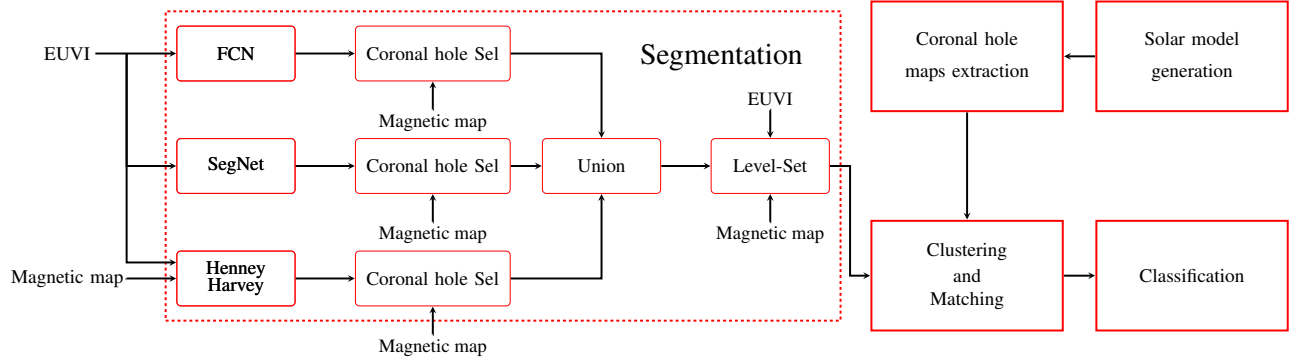 EUVI
FCN
Coronal hole Sel
Magnetic map
Segmentation
EUVI
SegNet
Coronal hole Sel
Magnetic map
Union
Level-Set
Magnetic map
Magnetic map
Henney
Harvey
Coronal hole Sel
Magnetic map
Coronal hole
maps extraction
Solar model
generation
Clustering
and
Matching
Classification